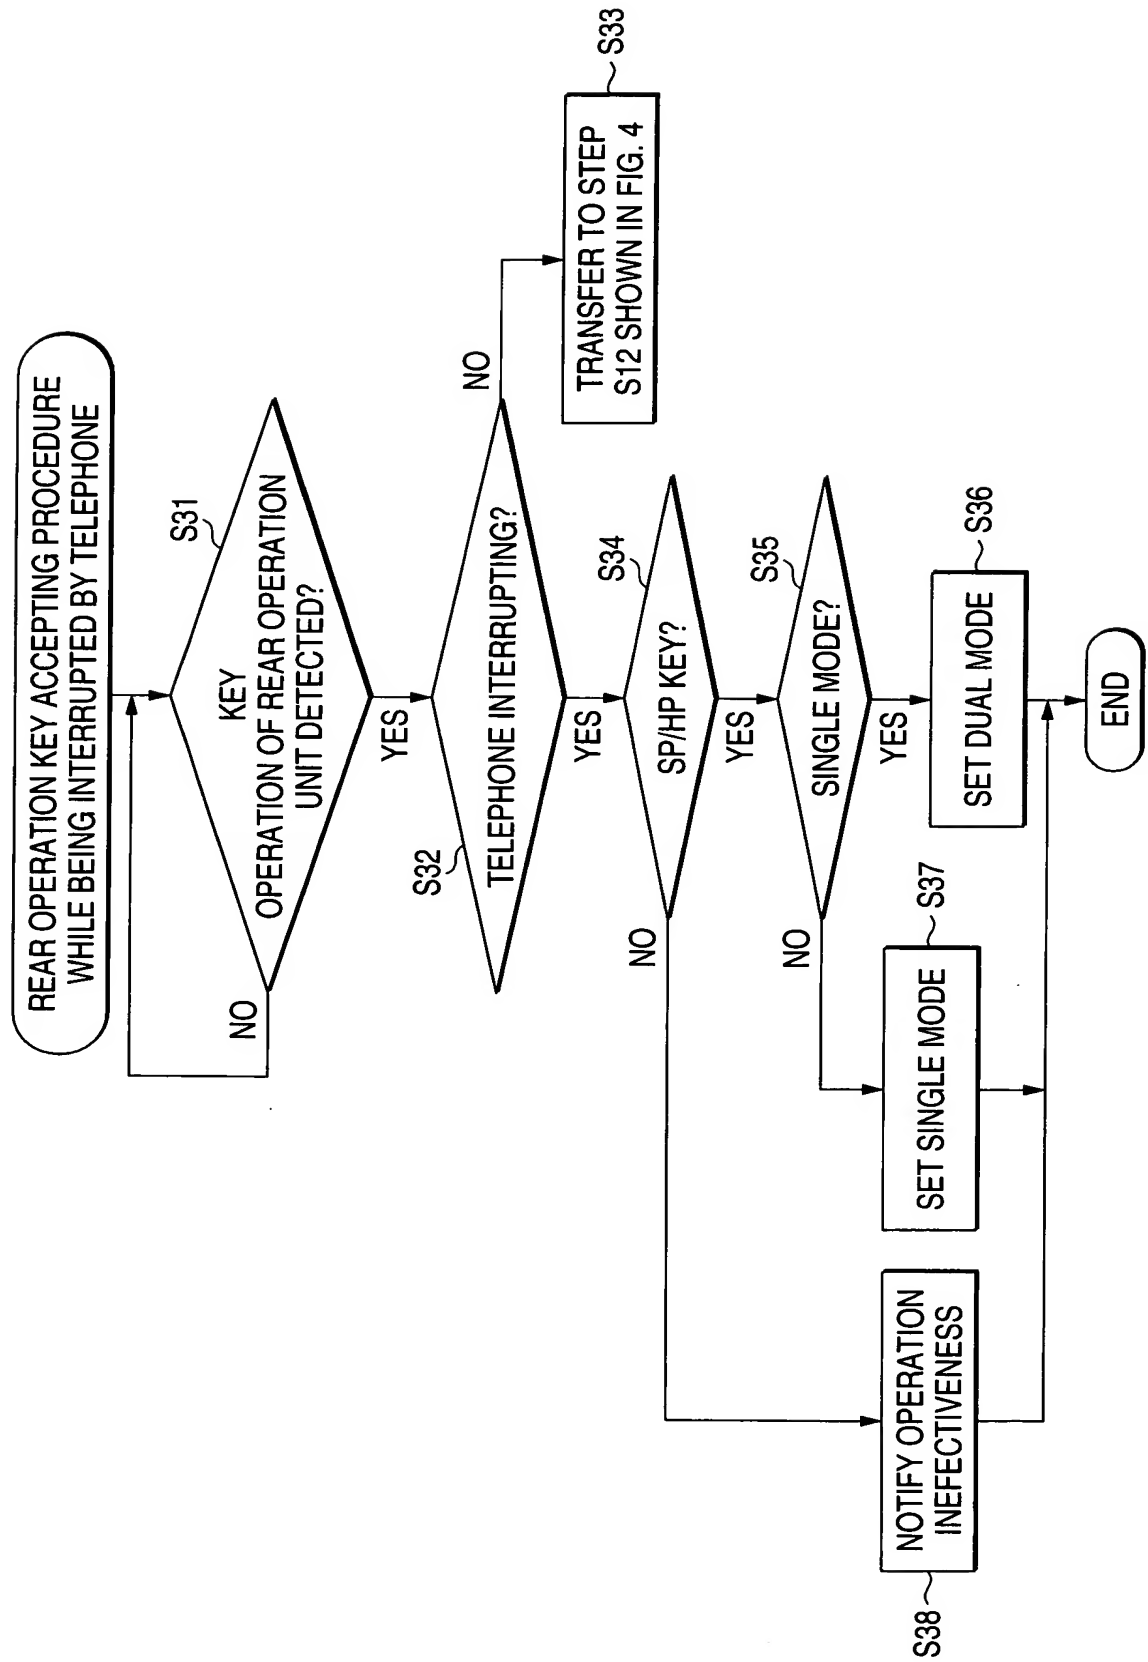 REAR OPERATION KEY ACCEPTING PROCEDURE
WHILE BEING INTERRUPTED BY TELEPHONE
S31
KEY
OPERATION OF REAR OPERATION
UNIT DETECTED?
NO
YES
S32
TELEPHONE INTERRUPTING?
NO
YES
S33
TRANSFER TO STEP
S12 SHOWN IN FIG. 4
S34
SP/HP KEY?
NO
YES
S35
SINGLE MODE?
NO
YES
S38
NOTIFY OPERATION
INEFECTIVENESS
S37
SET SINGLE MODE
S36
SET DUAL MODE
END